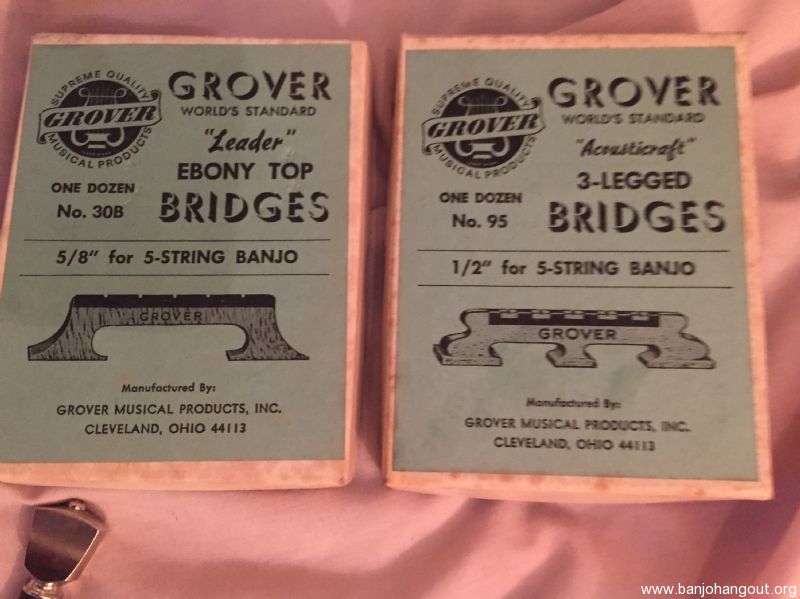 SUPREME QUALITY
GROVER
MUSICAL PRODUCTS
GROVER
WORLD'S STANDARD
"Leader"
EBONY TOP
ONE DOZEN
No. 30B
BRIDGES
5/8" for 5-STRING BANJO
GROVER
Manufactured By:
GROVER MUSICAL PRODUCTS, INC.
CLEVELAND, OHIO 44113
SUPREME QUALITY
GROVER
MUSICAL PRODUCTS
GROVER
WORLD'S STANDARD
"Acousticraft"
3-LEGGED
ONE DOZEN
No. 95
BRIDGES
1/2" for 5-STRING BANJO
GROVER
Manufactured By:
GROVER MUSICAL PRODUCTS, INC.
CLEVELAND, OHIO 44113
www.banjohangout.org